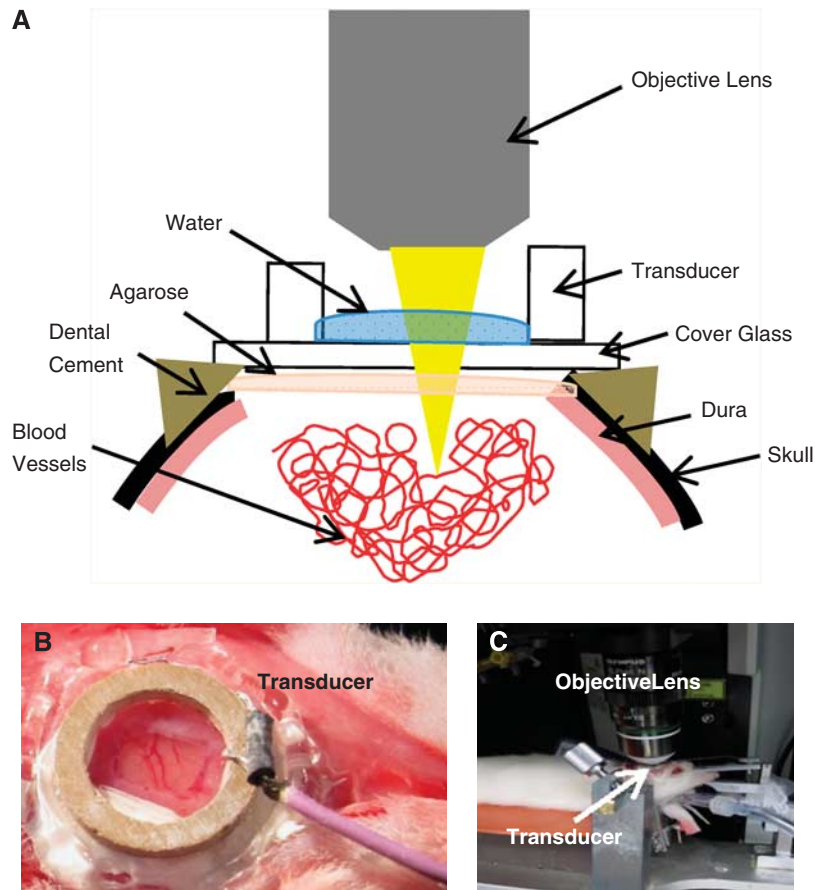 A
Objective Lens
Water
Transducer
Agarose
Cover Glass
Dental
Cement
Dura
Blood
Vessels
Skull
B
Transducer
C
ObjectiveLens
Transducer